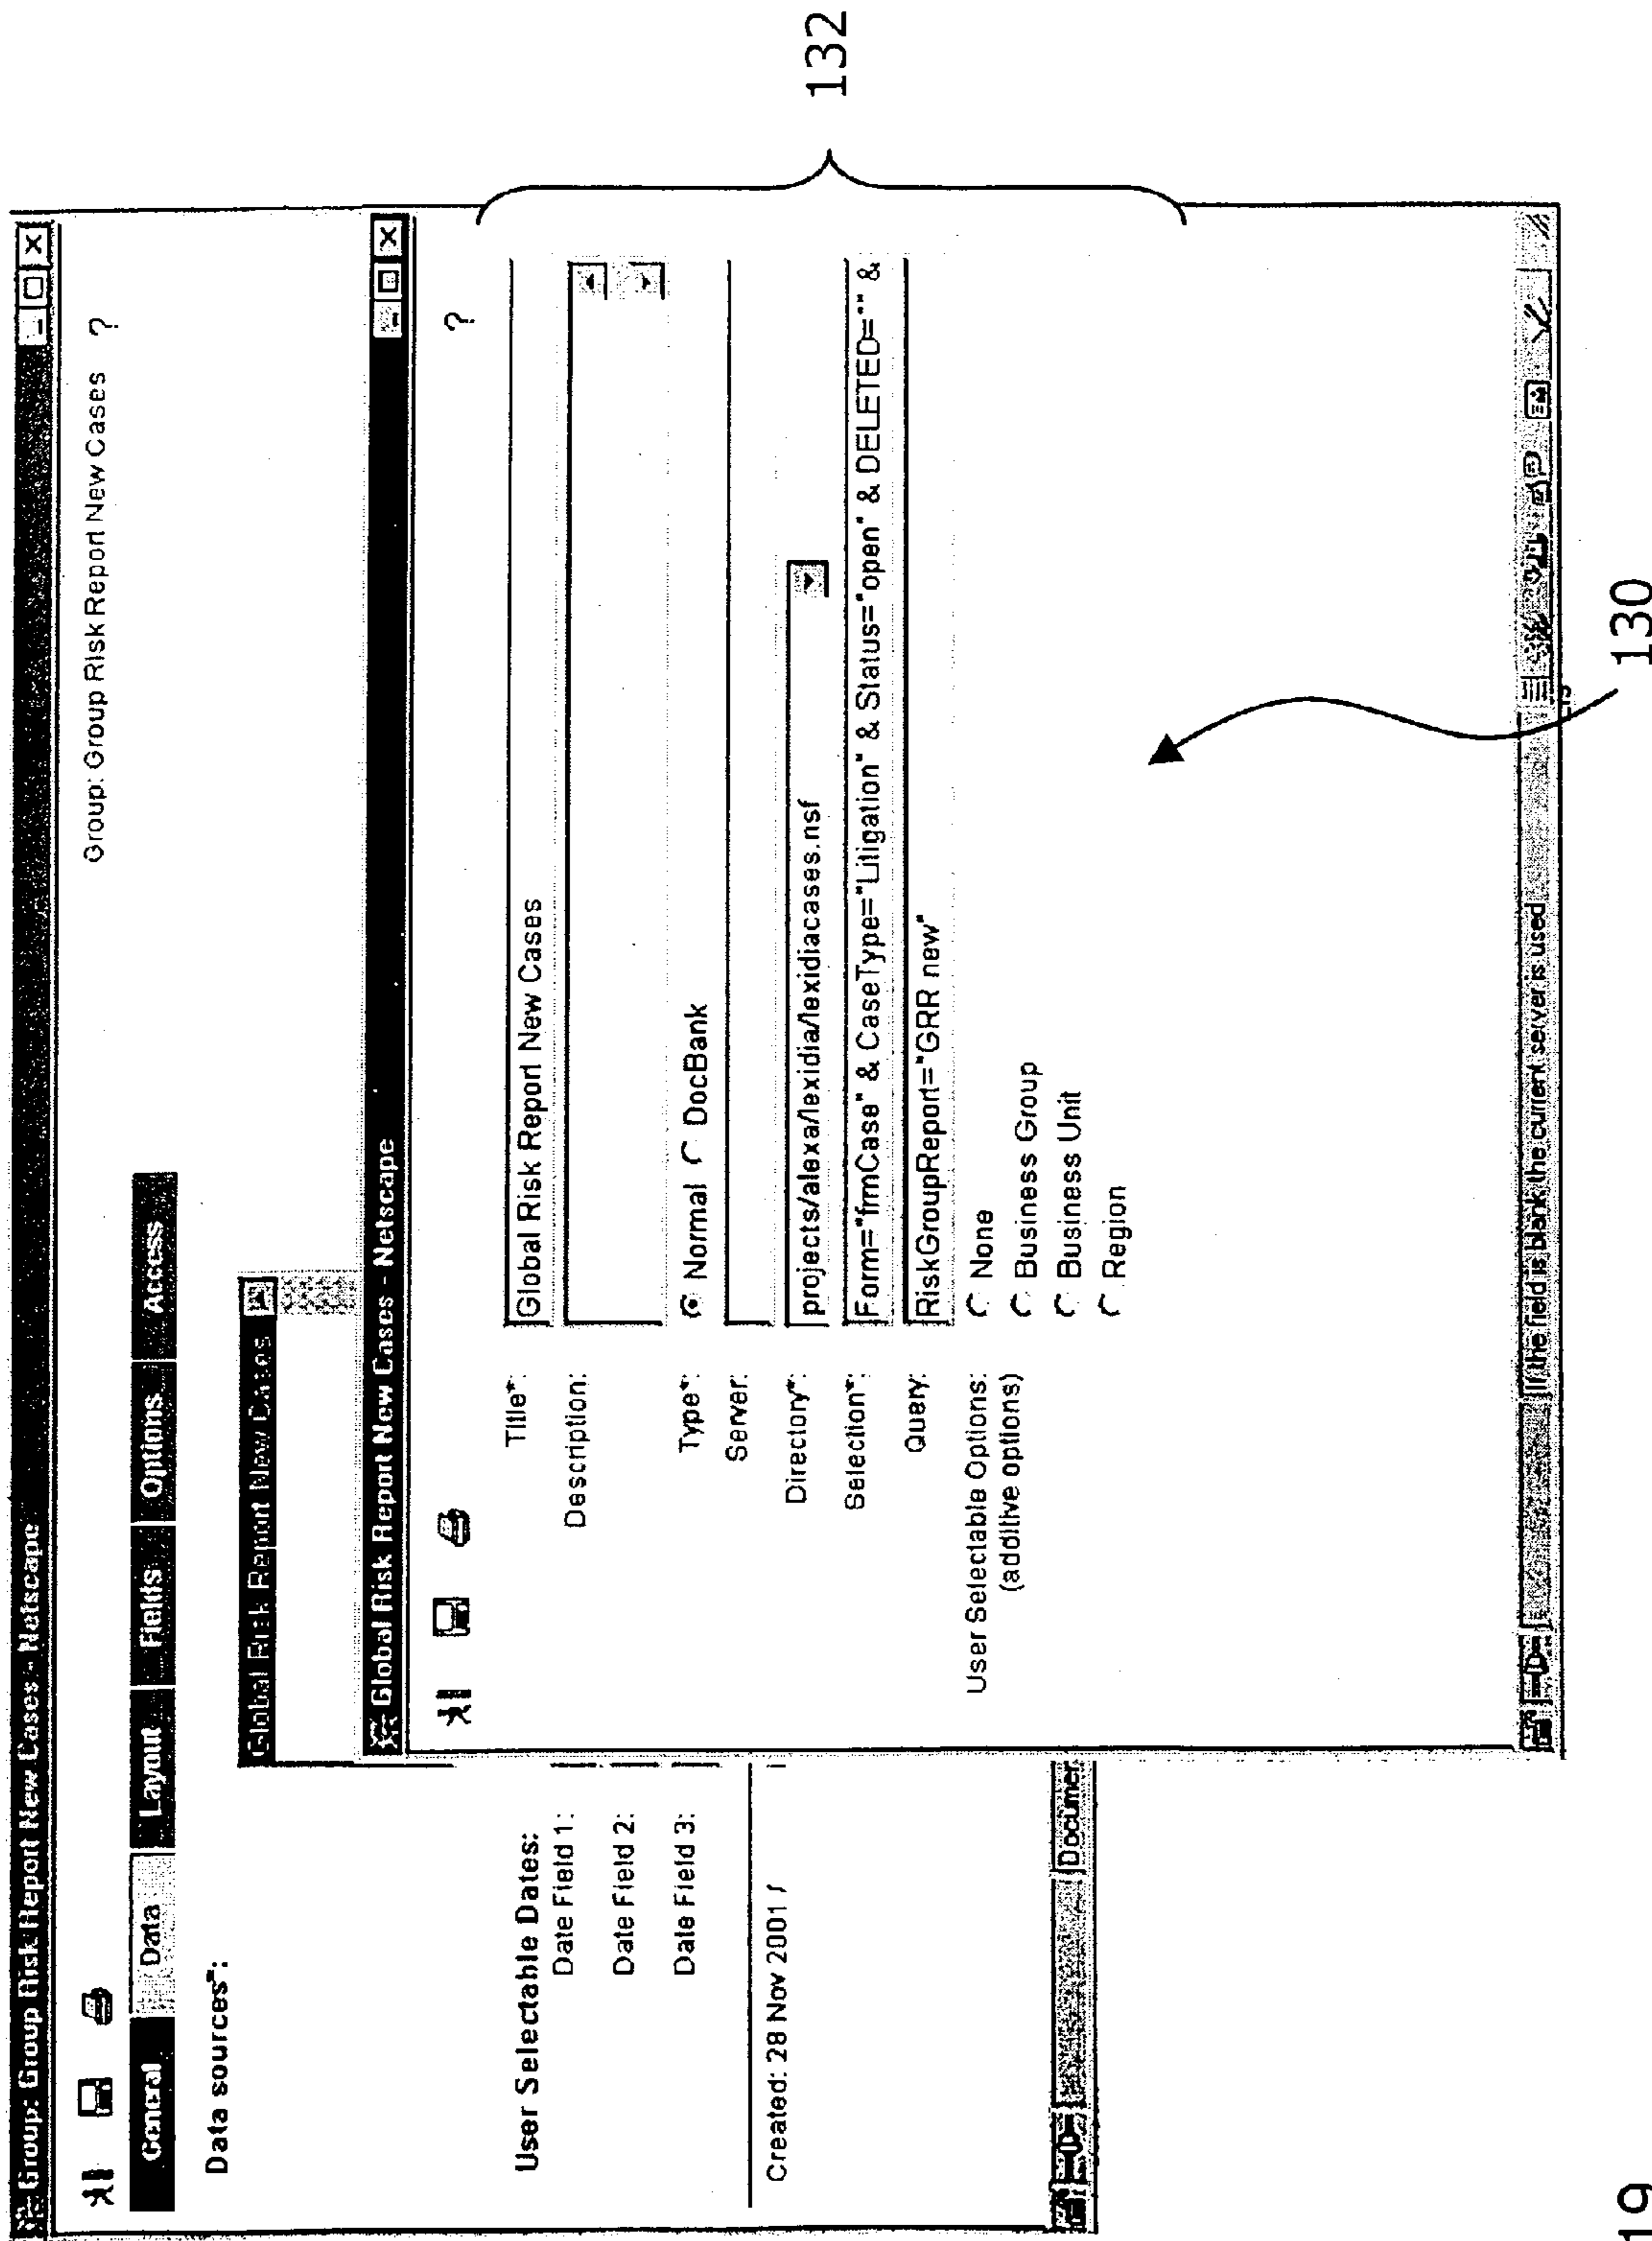 Group: Group Risk Report New Cases - Netscape
Group: Group Risk Report New Cases ?
General Data Layout Fields Options Access
Data sources*:
Global Risk Report New Cases
User Selectable Dates:
Date Field 1:
Date Field 2:
Date Field 3:
Created: 28 Nov 2001 /
Documen
Global Risk Report New Cases - Netscape
?
Title*: Global Risk Report New Cases
Description:
Type*: Normal DocBank
Server:
Directory*: projects/alexa/lexidia/lexidiacases.nsf
Selection*: Form="frmCase" & CaseType="Litigation" & Status="open" & DELETED="" &
Query: RiskGroupReport="GRR new"
User Selectable Options: None
(additive options) Business Group
Business Unit
Region
If the field is blank the current server is used
132
130
19